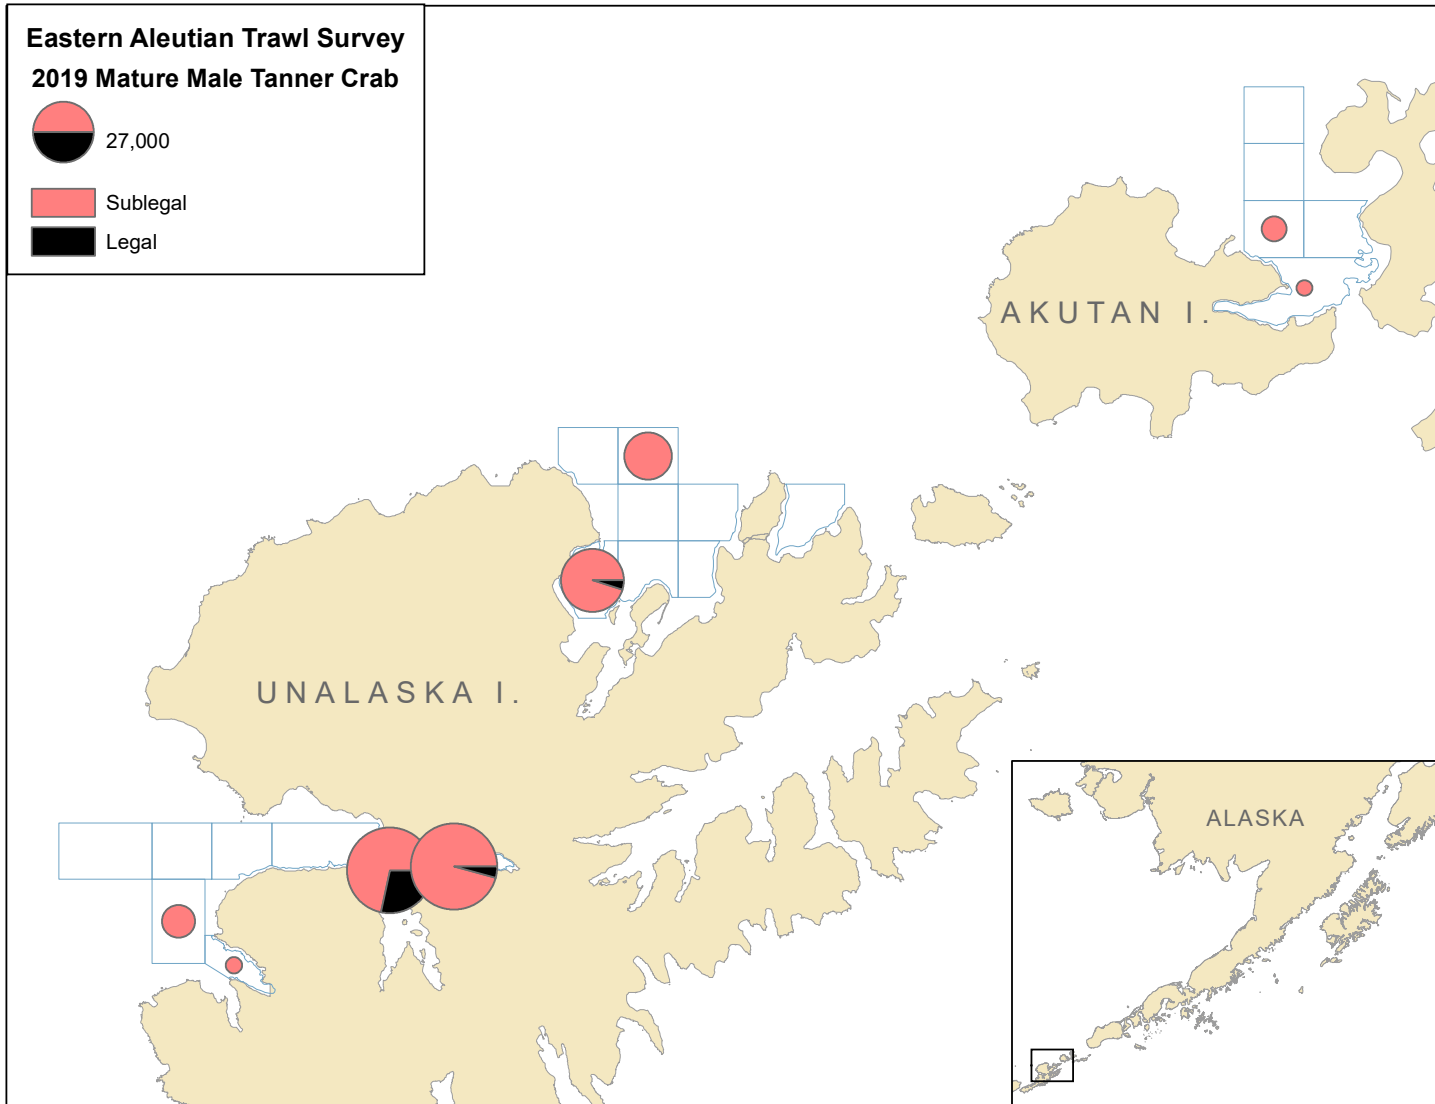 Eastern Aleutian Trawl Survey
2019 Mature Male Tanner Crab
27,000
Sublegal
Legal
AKUTAN I.
UNALASKA I.
ALASKA